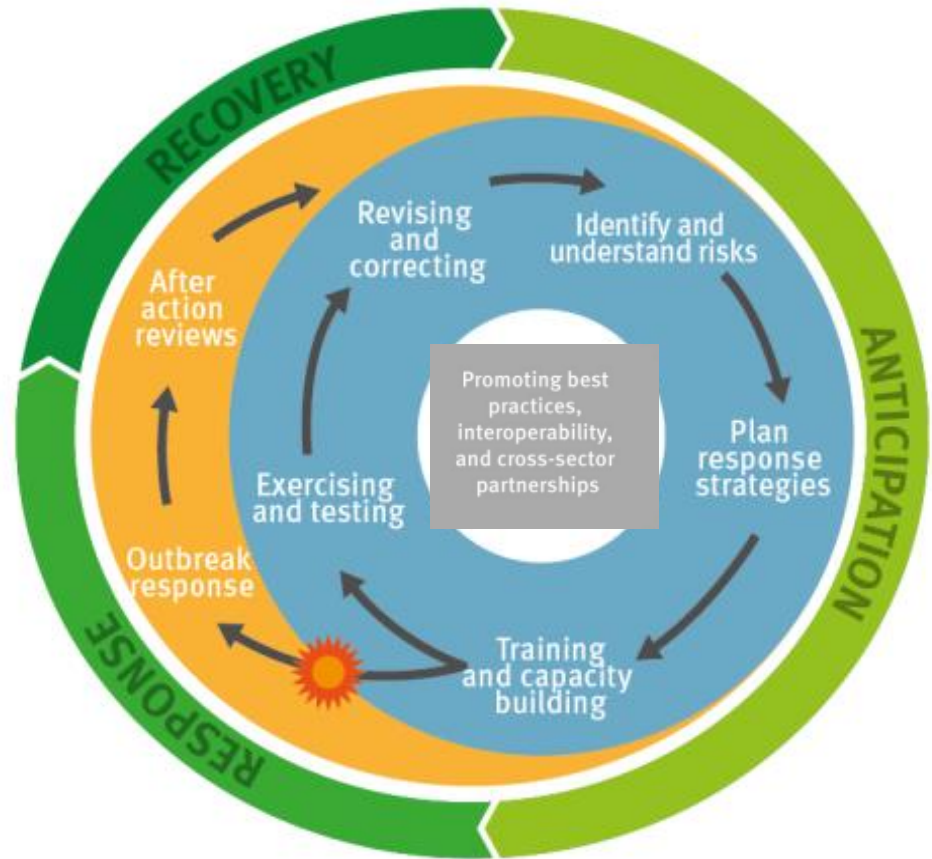 RECOVERY
ANTICIPATION
RESPONSE
Revising
and
correcting
Identify and
understand risks
After
action
reviews
Promoting best
practices,
interoperability,
and cross-sector
partnerships
Plan
response
strategies
Exercising
and testing
Outbreak
response
Training
and capacity
building